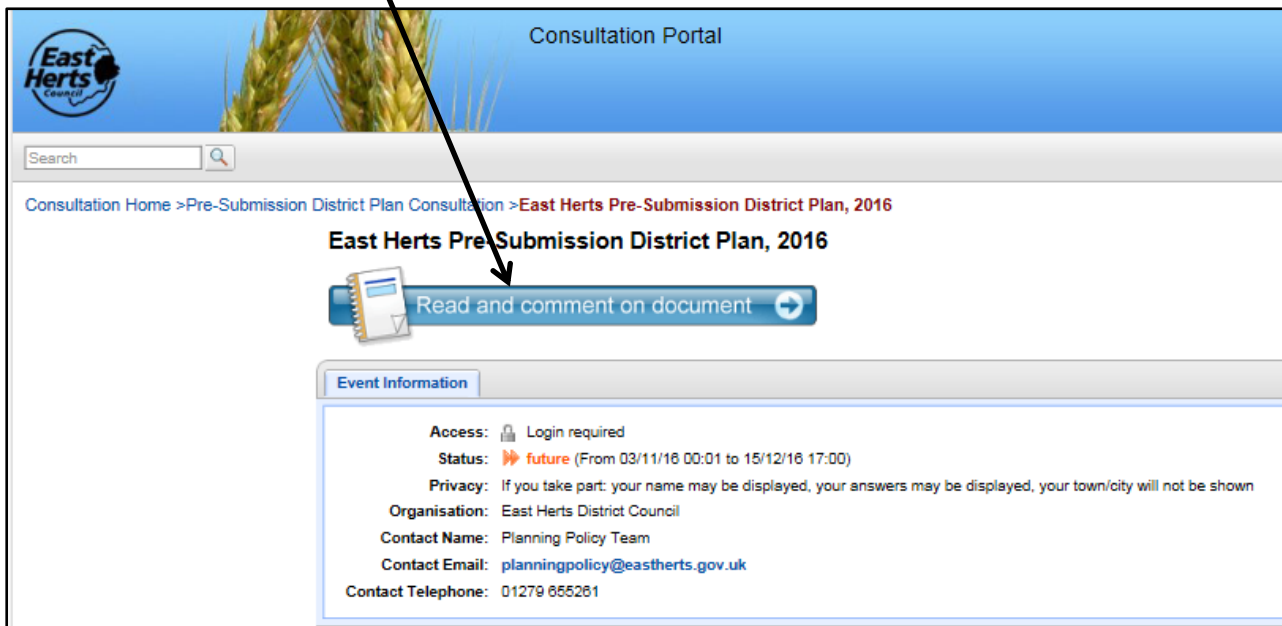 East
Herts
Council
Consultation Portal
Search
Consultation Home >Pre-Submission District Plan Consultation >East Herts Pre-Submission District Plan, 2016
East Herts Pre-Submission District Plan, 2016
Read and comment on document
Event Information
Access: Login required
Status: future (From 03/11/16 00:01 to 15/12/16 17:00)
Privacy: If you take part: your name may be displayed, your answers may be displayed, your town/city will not be shown
Organisation: East Herts District Council
Contact Name: Planning Policy Team
Contact Email: planningpolicy@eastherts.gov.uk
Contact Telephone: 01279 655261